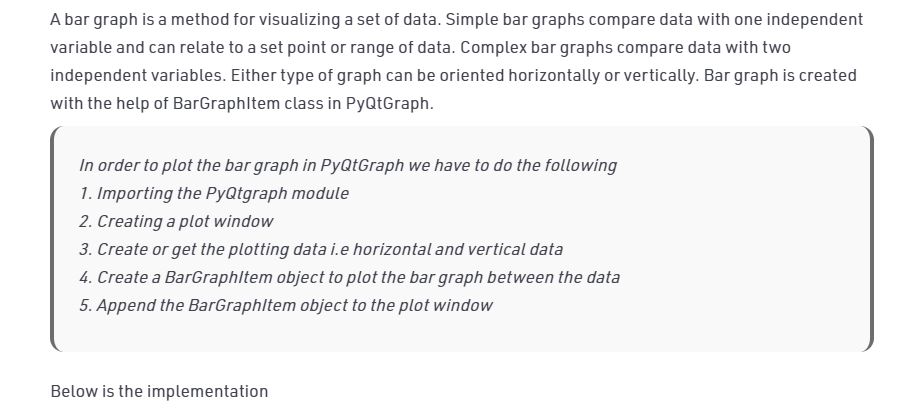 A bar graph is a method for visualizing a set of data. Simple bar graphs compare data with one independent
variable and can relate to a set point or range of data. Complex bar graphs compare data with two
independent variables. Either type of graph can be oriented horizontally or vertically. Bar graph is created
with the help of BarGraphItem class in PyQtGraph.
In order to plot the bar graph in PyQtGraph we have to do the following
1. Importing the PyQtgraph module
2. Creating a plot window
3. Create or get the plotting data i.e horizontal and vertical data
4. Create a BarGraphItem object to plot the bar graph between the data
5. Append the BarGraphItem object to the plot window
Below is the implementation